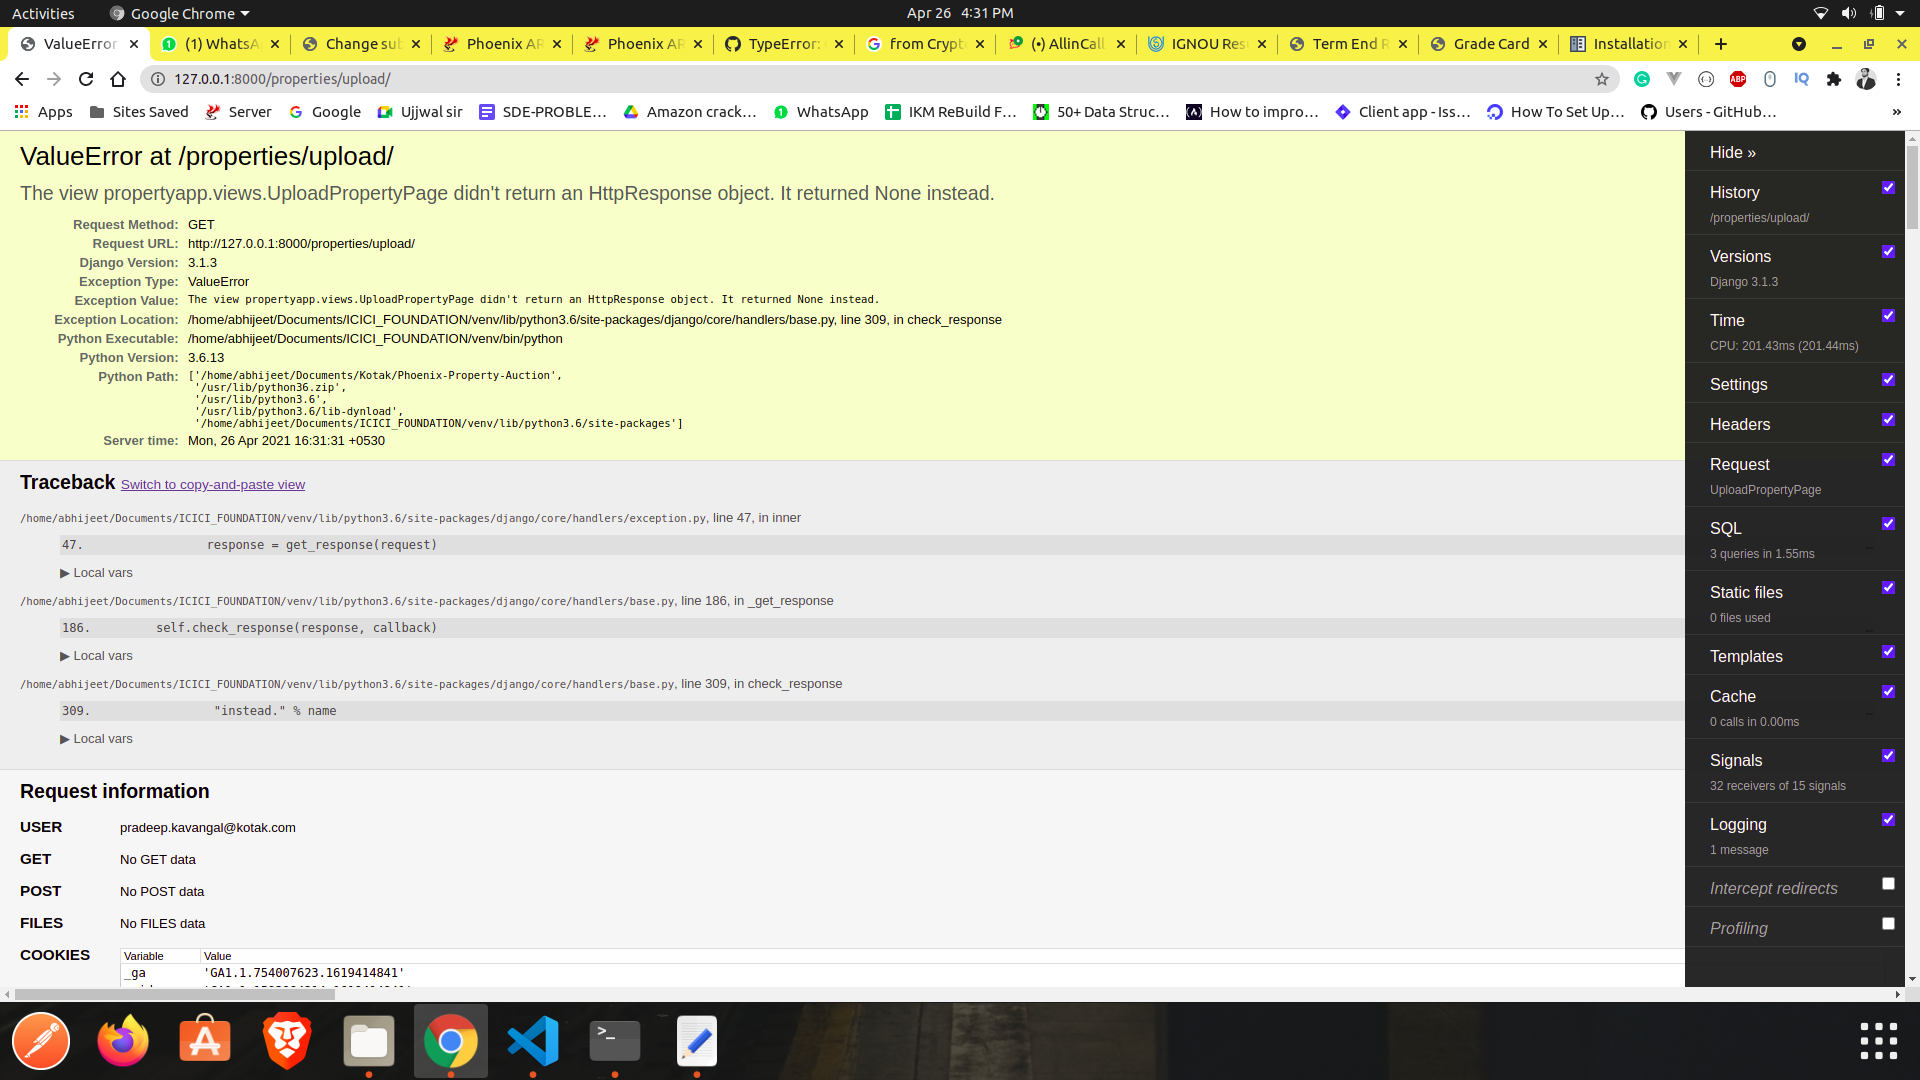 Activities
Google Chrome
Apr 26 4:31 PM
ValueError
(1) WhatsA
Change sub
Phoenix AR
Phoenix AR
TypeError:
from Crypt
(•) AllinCall
IGNOU Res
Term End R
Grade Card
Installation
127.0.0.1:8000/properties/upload/
ABP
IQ
Apps
Sites Saved
Server
Google
Ujjwal sir
SDE-PROBLE…
Amazon crack…
WhatsApp
IKM ReBuild F…
50+ Data Struc…
How to impro…
Client app - Iss…
How To Set Up…
Users - GitHub…
»
ValueError at /properties/upload/
The view propertyapp.views.UploadPropertyPage didn't return an HttpResponse object. It returned None instead.
Request Method: GET
Request URL: http://127.0.0.1:8000/properties/upload/
Django Version: 3.1.3
Exception Type: ValueError
Exception Value: The view propertyapp.views.UploadPropertyPage didn't return an HttpResponse object. It returned None instead.
Exception Location: /home/abhijeet/Documents/ICICI_FOUNDATION/venv/lib/python3.6/site-packages/django/core/handlers/base.py, line 309, in check_response
Python Executable: /home/abhijeet/Documents/ICICI_FOUNDATION/venv/bin/python
Python Version: 3.6.13
Python Path: ['/home/abhijeet/Documents/Kotak/Phoenix-Property-Auction',
'/usr/lib/python36.zip',
'/usr/lib/python3.6',
'/usr/lib/python3.6/lib-dynload',
'/home/abhijeet/Documents/ICICI_FOUNDATION/venv/lib/python3.6/site-packages']
Server time: Mon, 26 Apr 2021 16:31:31 +0530
Traceback Switch to copy-and-paste view
/home/abhijeet/Documents/ICICI_FOUNDATION/venv/lib/python3.6/site-packages/django/core/handlers/exception.py, line 47, in inner
47. response = get_response(request)
▶ Local vars
/home/abhijeet/Documents/ICICI_FOUNDATION/venv/lib/python3.6/site-packages/django/core/handlers/base.py, line 186, in _get_response
186. self.check_response(response, callback)
▶ Local vars
/home/abhijeet/Documents/ICICI_FOUNDATION/venv/lib/python3.6/site-packages/django/core/handlers/base.py, line 309, in check_response
309. "instead." % name
▶ Local vars
Request information
USER pradeep.kavangal@kotak.com
GET No GET data
POST No POST data
FILES No FILES data
COOKIES
Variable Value
_ga 'GA1.1.754007623.1619414841'
Hide »
History
/properties/upload/
Versions
Django 3.1.3
Time
CPU: 201.43ms (201.44ms)
Settings
Headers
Request
UploadPropertyPage
SQL
3 queries in 1.55ms
Static files
0 files used
Templates
Cache
0 calls in 0.00ms
Signals
32 receivers of 15 signals
Logging
1 message
Intercept redirects
Profiling